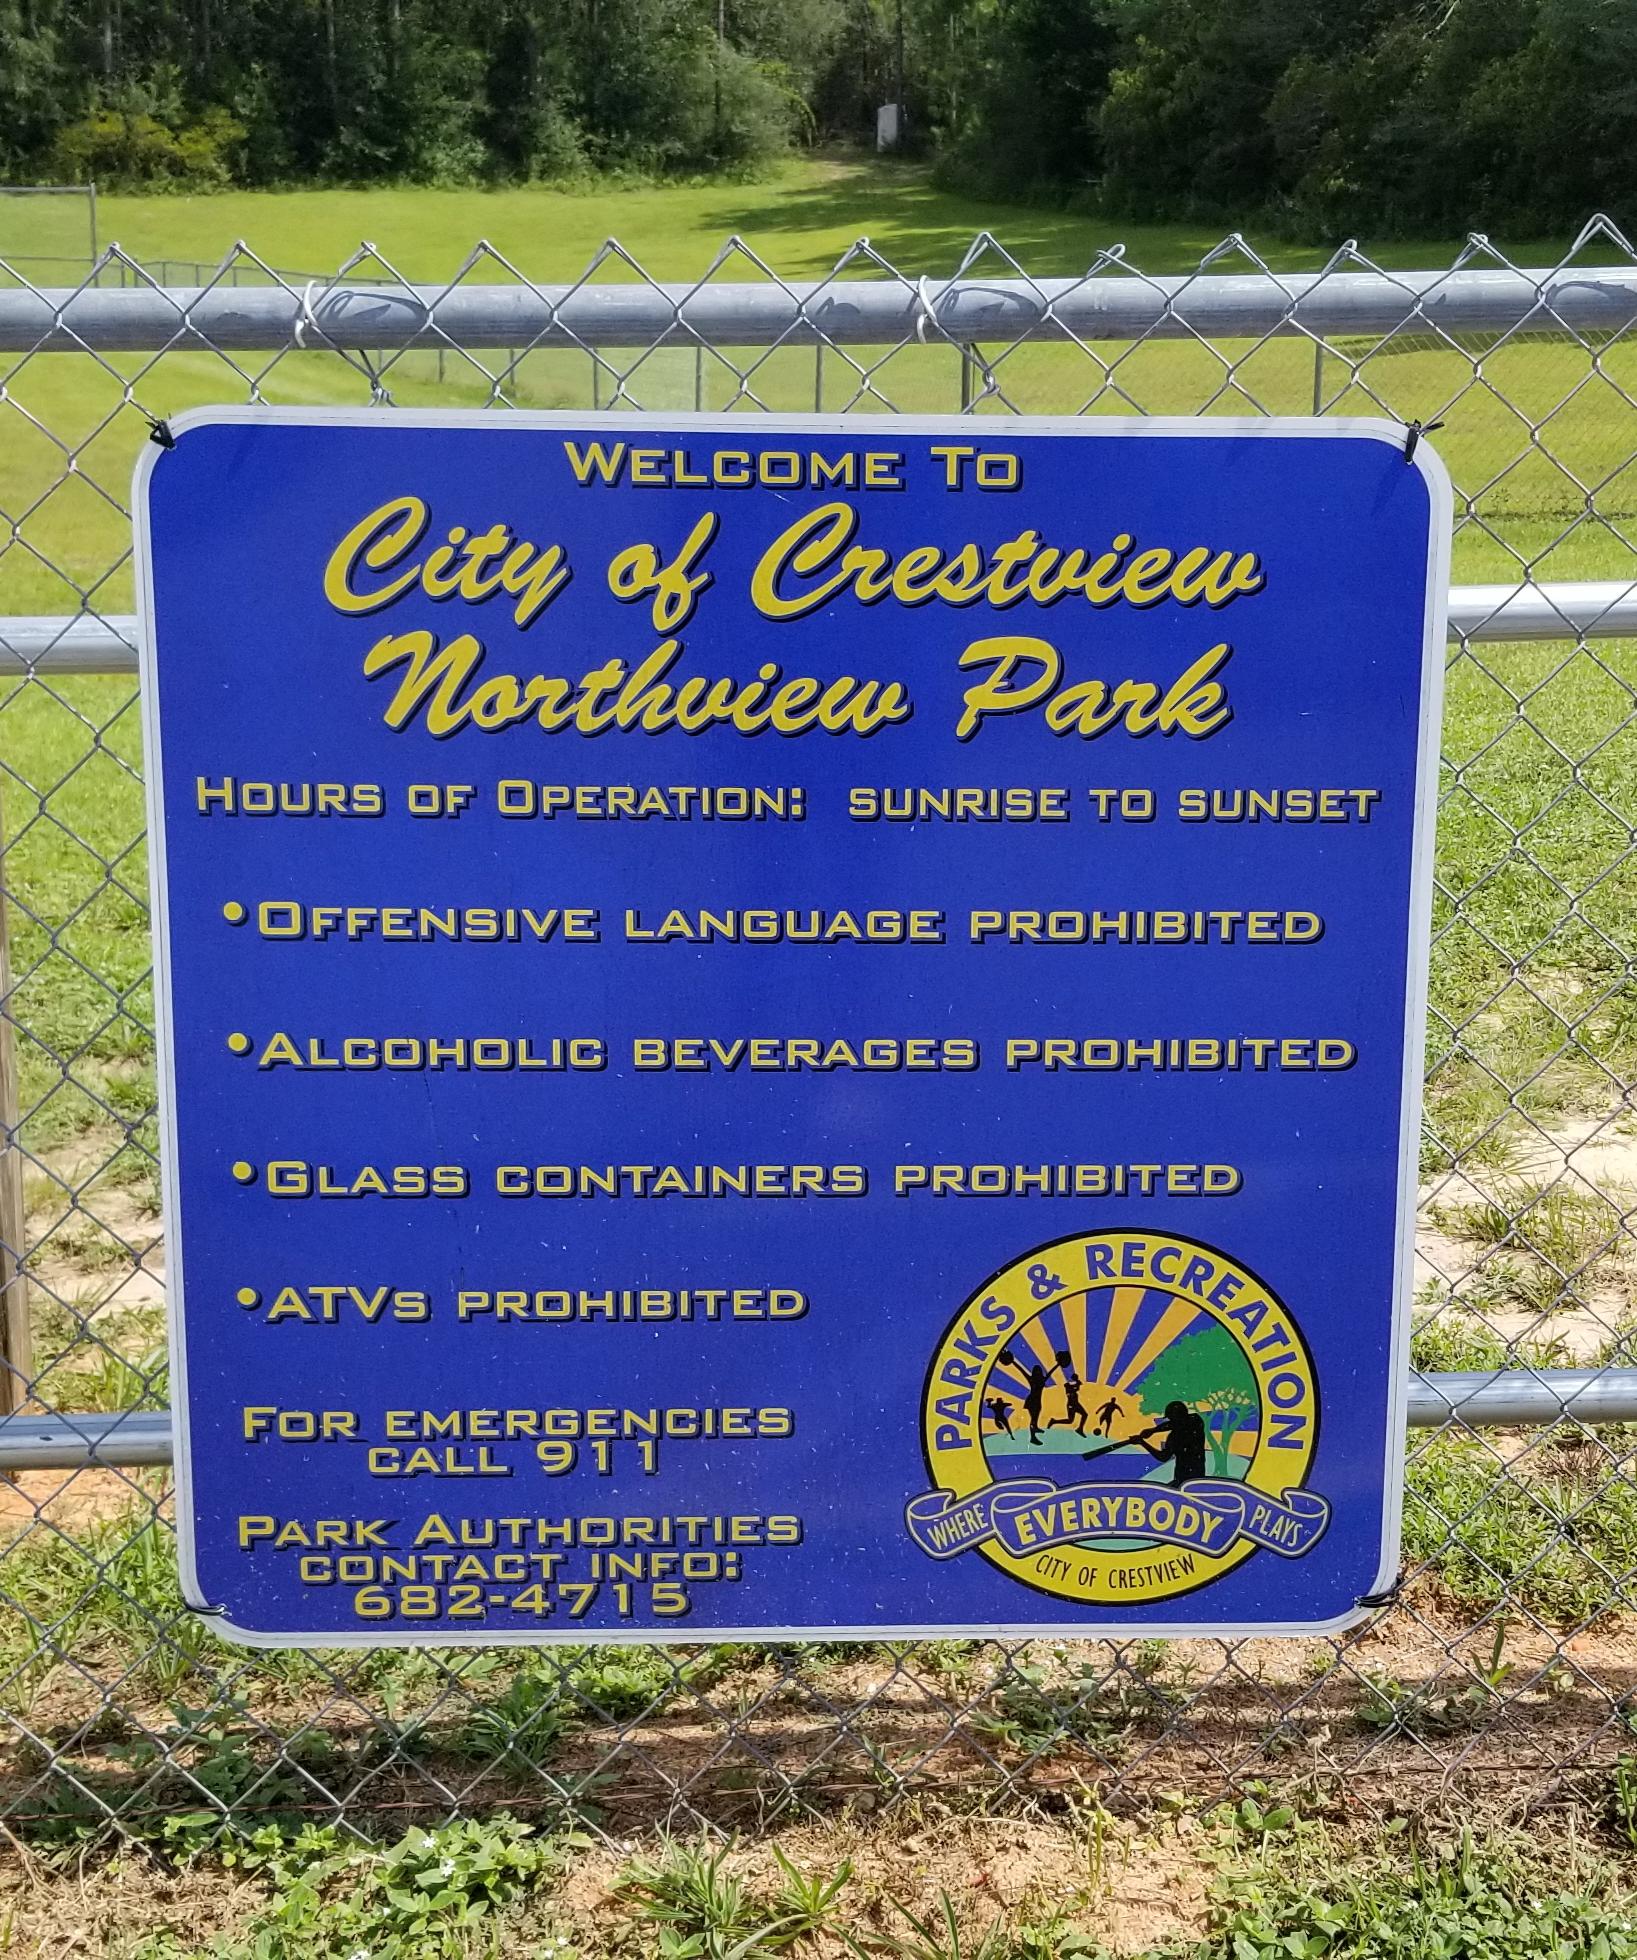 Welcome To
City of Crestview
Northview Park
Hours of Operation: sunrise to sunset
•Offensive language prohibited
•Alcoholic beverages prohibited
•Glass containers prohibited
•ATVs prohibited
For emergencies
call 911
Park Authorities
contact info:
682-4715
PARKS & RECREATION
WHERE EVERYBODY PLAYS
CITY OF CRESTVIEW